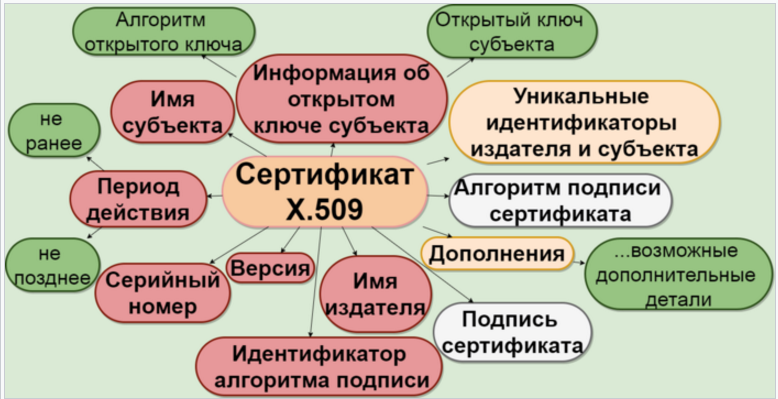 Алгоритм
открытого ключа
Открытый ключ
субъекта
Информация об
открытом
ключе субъекта
Имя
субъекта
Уникальные
идентификаторы
издателя и субъекта
не
ранее
Сертификат
X.509
Период
действия
Алгоритм подписи
сертификата
не
позднее
Серийный
номер
Версия
Имя
издателя
Дополнения
...возможные
дополнительные
детали
Подпись
сертификата
Идентификатор
алгоритма подписи